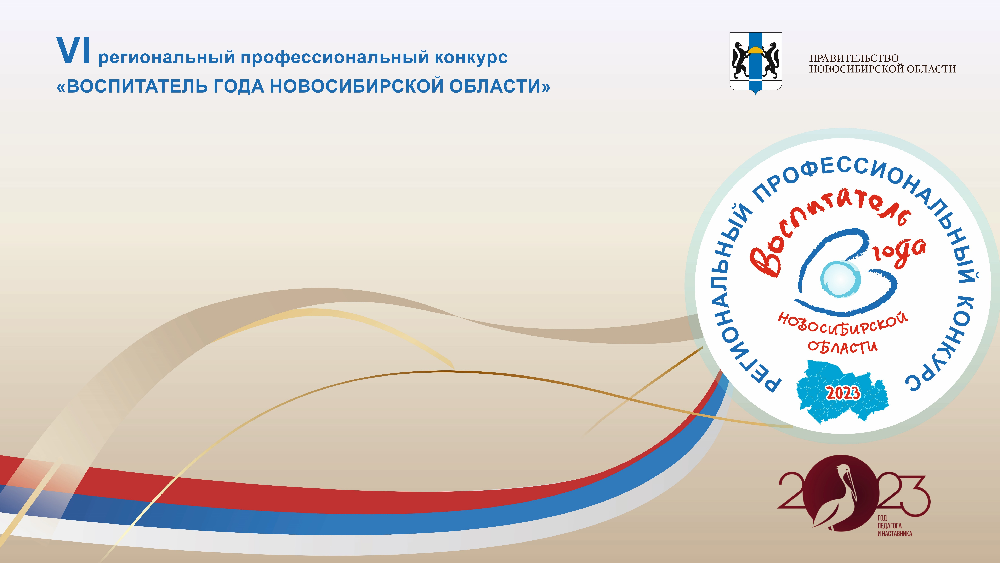 VI региональный профессиональный конкурс
«ВОСПИТАТЕЛЬ ГОДА НОВОСИБИРСКОЙ ОБЛАСТИ»
ПРАВИТЕЛЬСТВО
НОВОСИБИРСКОЙ ОБЛАСТИ
РЕГИОНАЛЬНЫЙ ПРОФЕССИОНАЛЬНЫЙ КОНКУРС
Воспитатель
года
НОВОСИБИРСКОЙ
ОБЛАСТИ
2023
2023
ГОД
ПЕДАГОГА
И НАСТАВНИКА